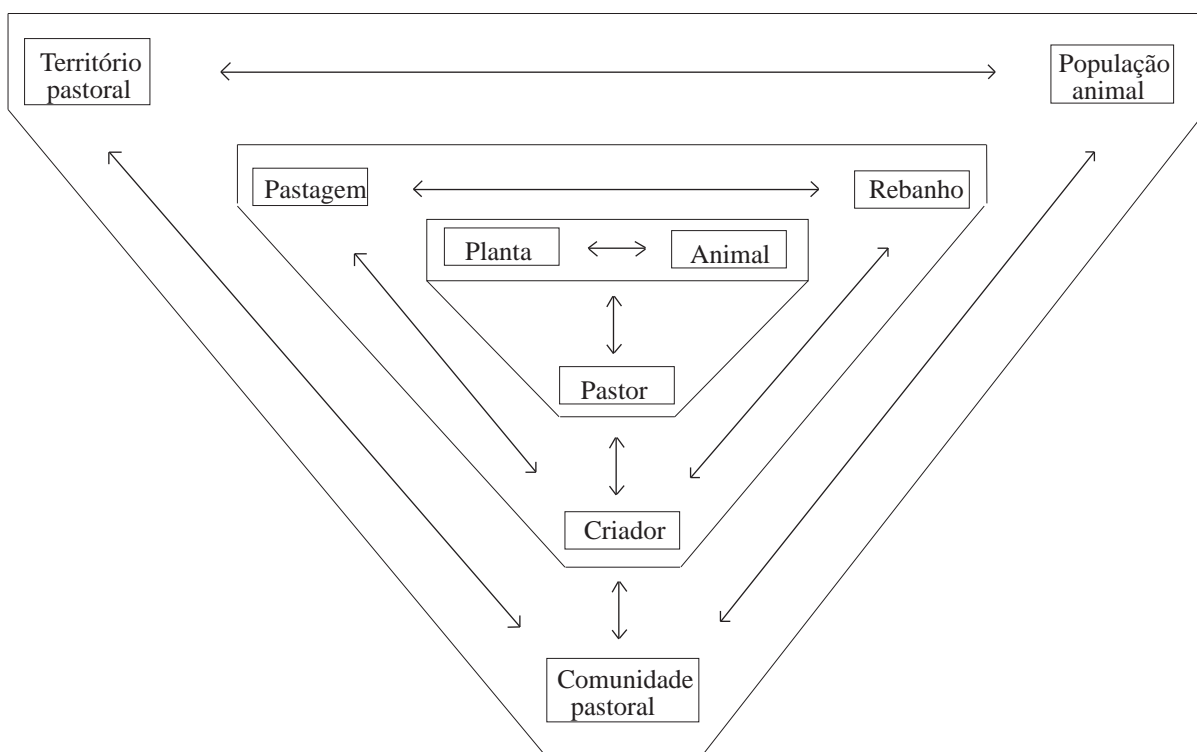 Território
pastoral
População
animal
Pastagem
Rebanho
Planta
Animal
Pastor
Criador
Comunidade
pastoral